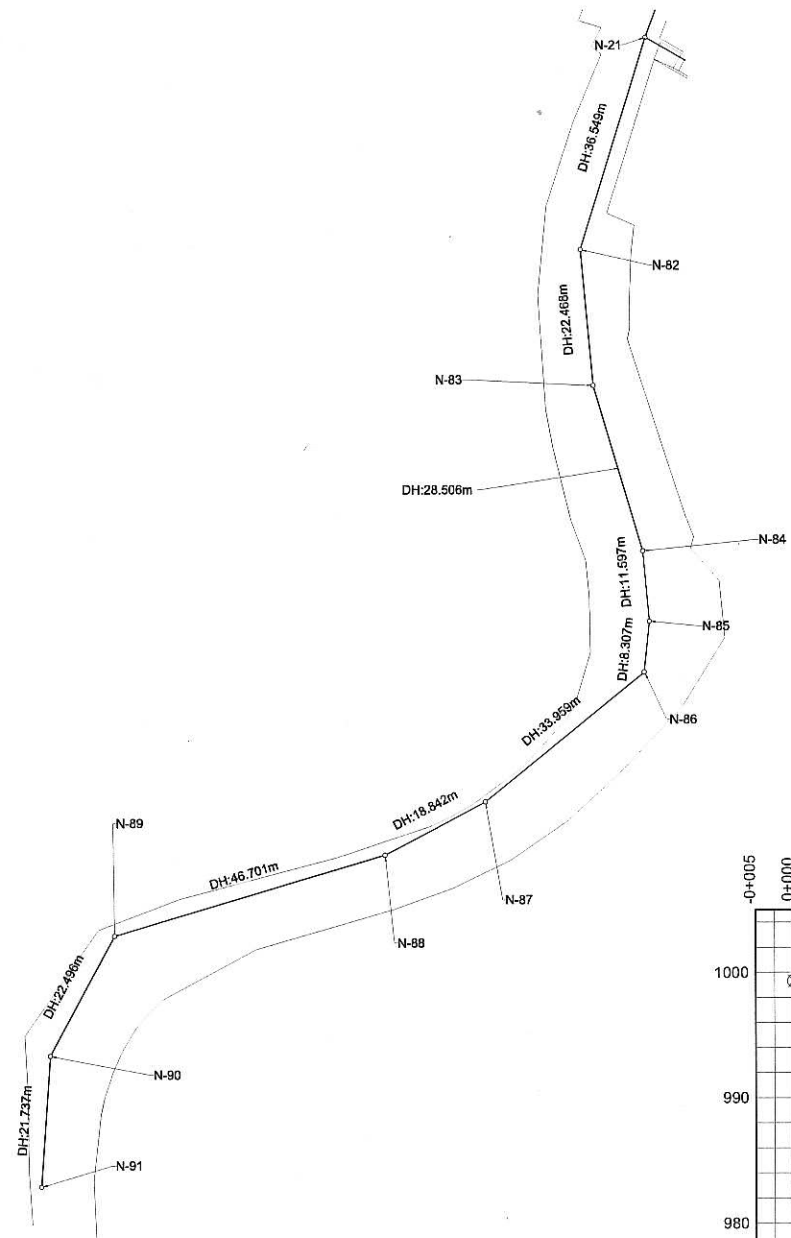 N-21
DH:36.549m
N-82
DH:22.468m
N-83
DH:28.506m
N-84
DH:11.597m
N-85
DH:8.307m
N-86
DH:33.959m
DH:18.842m
N-87
N-89
DH:46.701m
N-88
DH:22.496m
N-90
DH:21.737m
N-91
-0+005
0+000
1000
990
980